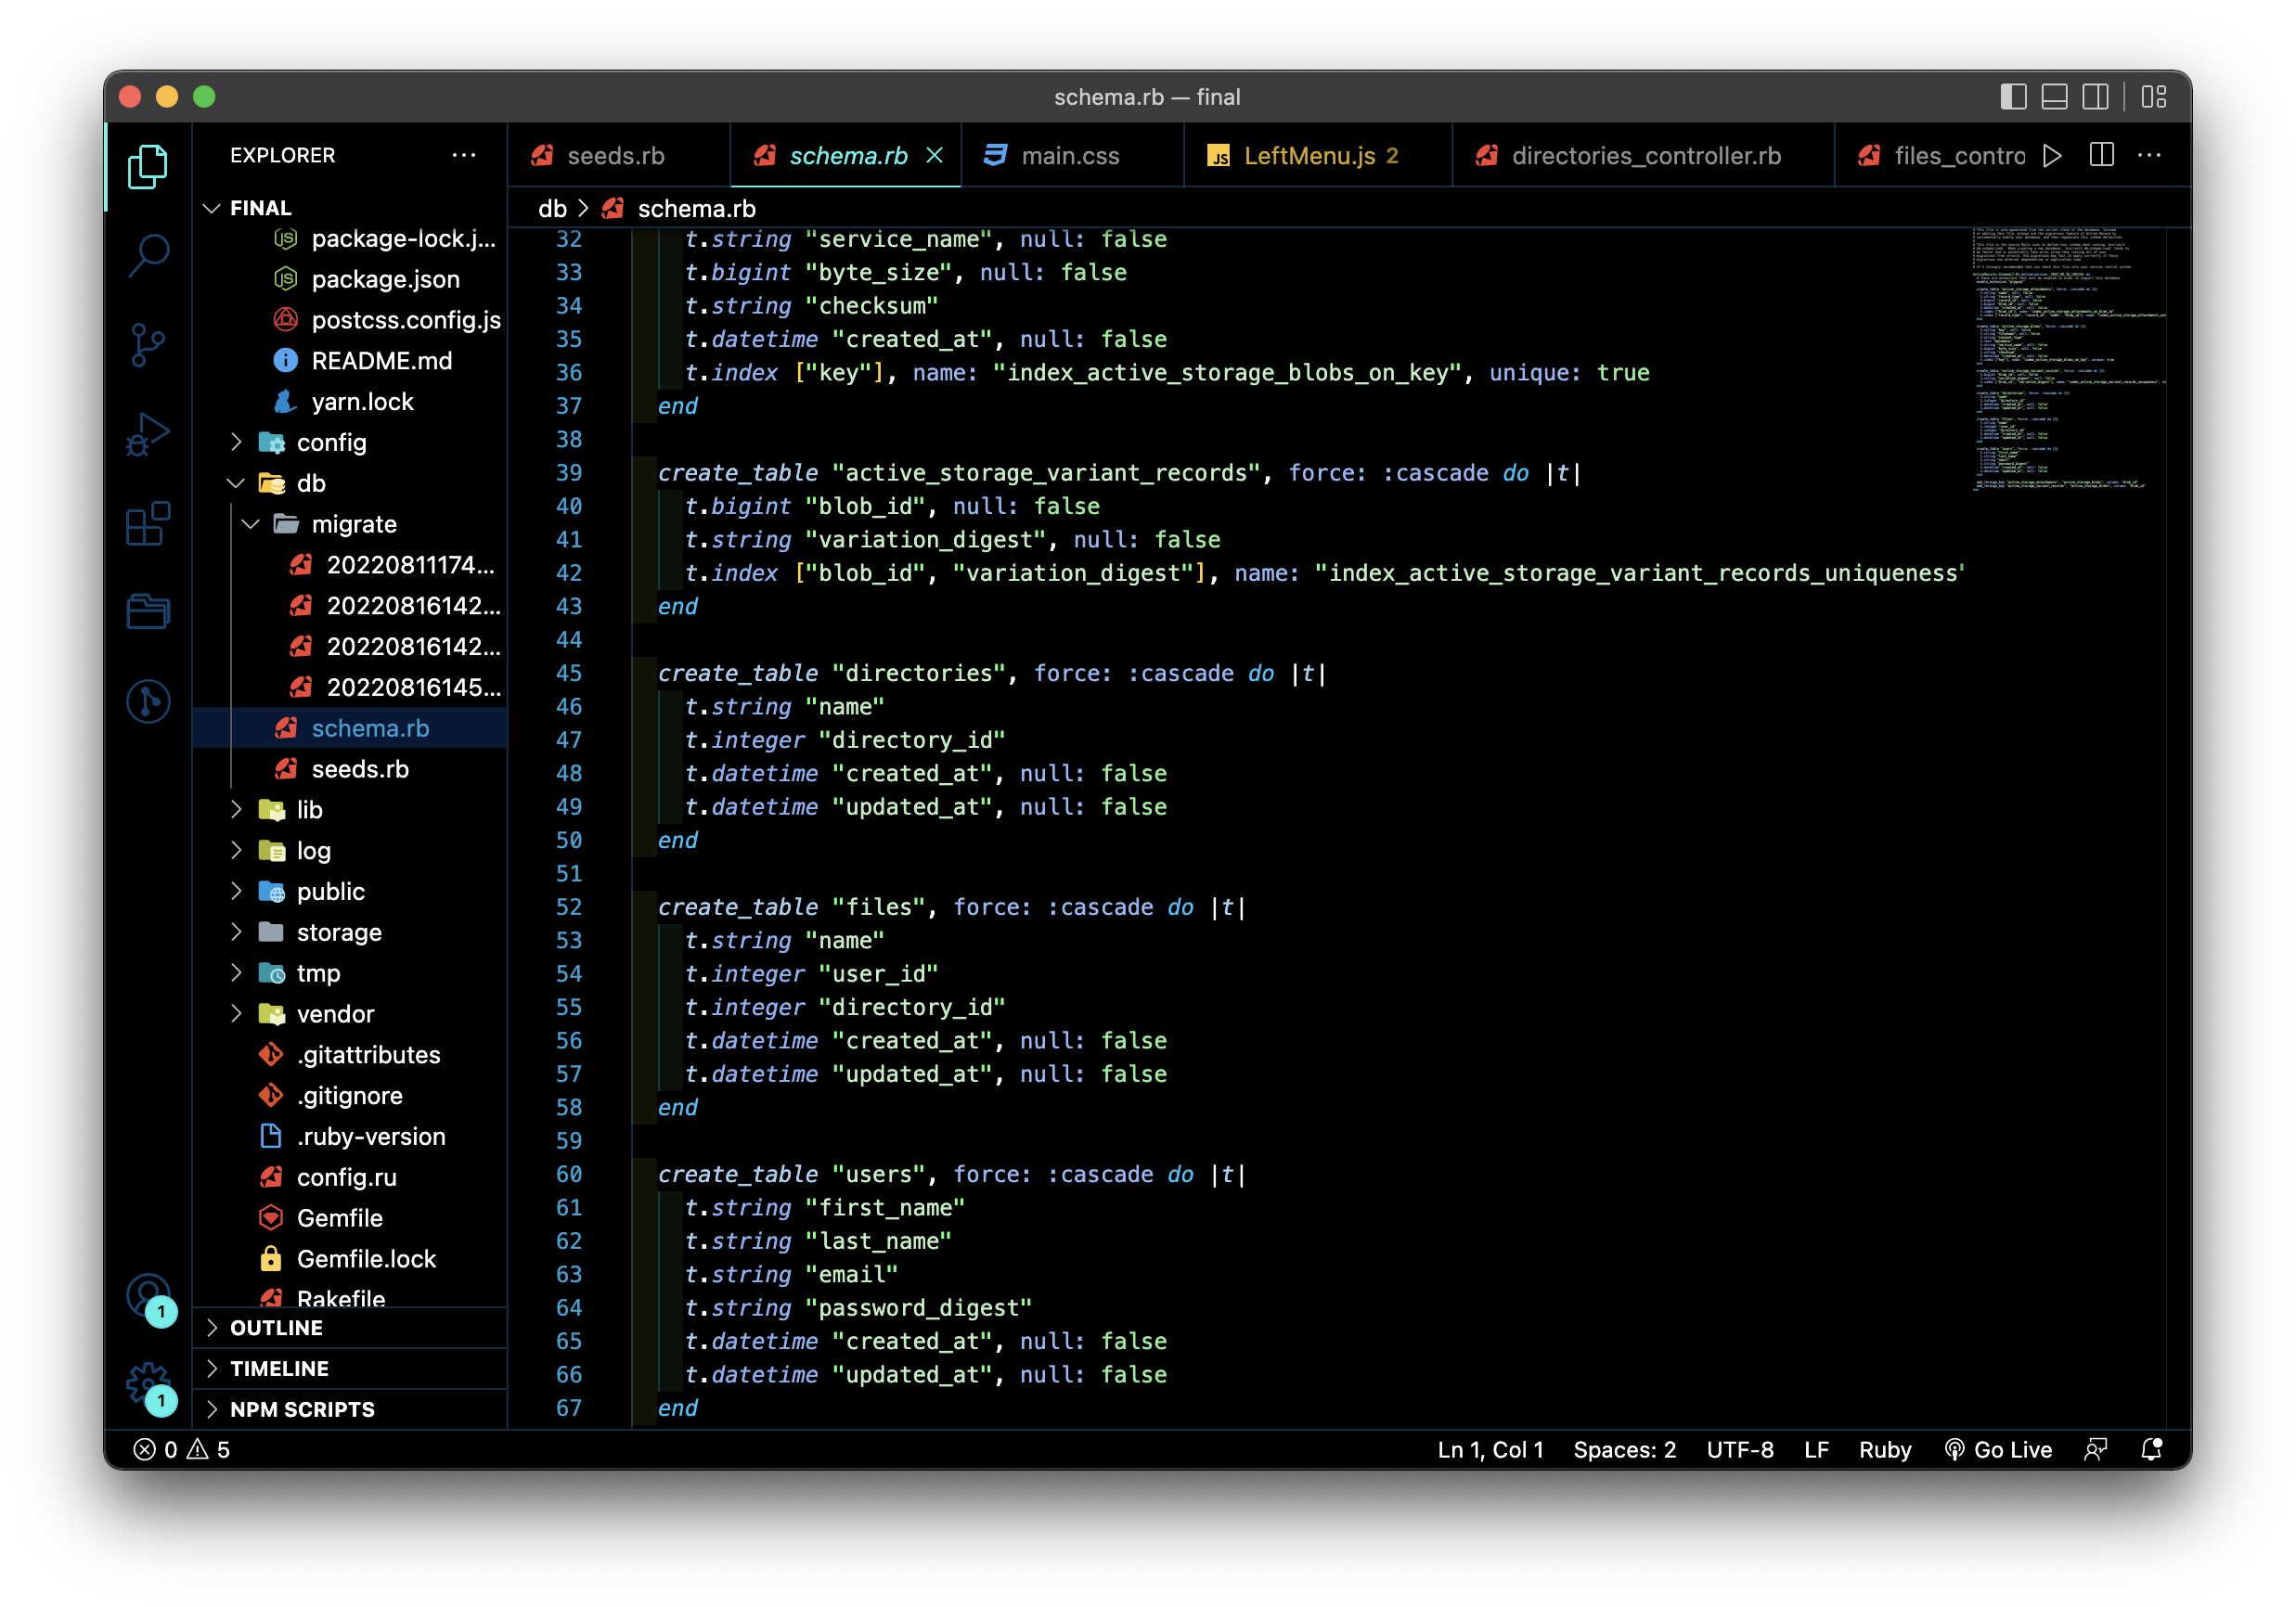 schema.rb — final
EXPLORER
seeds.rb
schema.rb
main.css
JS LeftMenu.js 2
directories_controller.rb
files_contro
FINAL
package-lock.j...
package.json
postcss.config.js
README.md
yarn.lock
config
db
migrate
20220811174...
20220816142...
20220816142...
20220816145...
schema.rb
seeds.rb
lib
log
public
storage
tmp
vendor
.gitattributes
.gitignore
.ruby-version
config.ru
Gemfile
Gemfile.lock
Rakefile
OUTLINE
TIMELINE
NPM SCRIPTS
1
1
db > schema.rb
32 t.string "service_name", null: false
33 t.bigint "byte_size", null: false
34 t.string "checksum"
35 t.datetime "created_at", null: false
36 t.index ["key"], name: "index_active_storage_blobs_on_key", unique: true
37 end
38
39 create_table "active_storage_variant_records", force: :cascade do |t|
40 t.bigint "blob_id", null: false
41 t.string "variation_digest", null: false
42 t.index ["blob_id", "variation_digest"], name: "index_active_storage_variant_records_uniqueness"
43 end
44
45 create_table "directories", force: :cascade do |t|
46 t.string "name"
47 t.integer "directory_id"
48 t.datetime "created_at", null: false
49 t.datetime "updated_at", null: false
50 end
51
52 create_table "files", force: :cascade do |t|
53 t.string "name"
54 t.integer "user_id"
55 t.integer "directory_id"
56 t.datetime "created_at", null: false
57 t.datetime "updated_at", null: false
58 end
59
60 create_table "users", force: :cascade do |t|
61 t.string "first_name"
62 t.string "last_name"
63 t.string "email"
64 t.string "password_digest"
65 t.datetime "created_at", null: false
66 t.datetime "updated_at", null: false
67 end
0 5
Ln 1, Col 1 Spaces: 2 UTF-8 LF Ruby Go Live